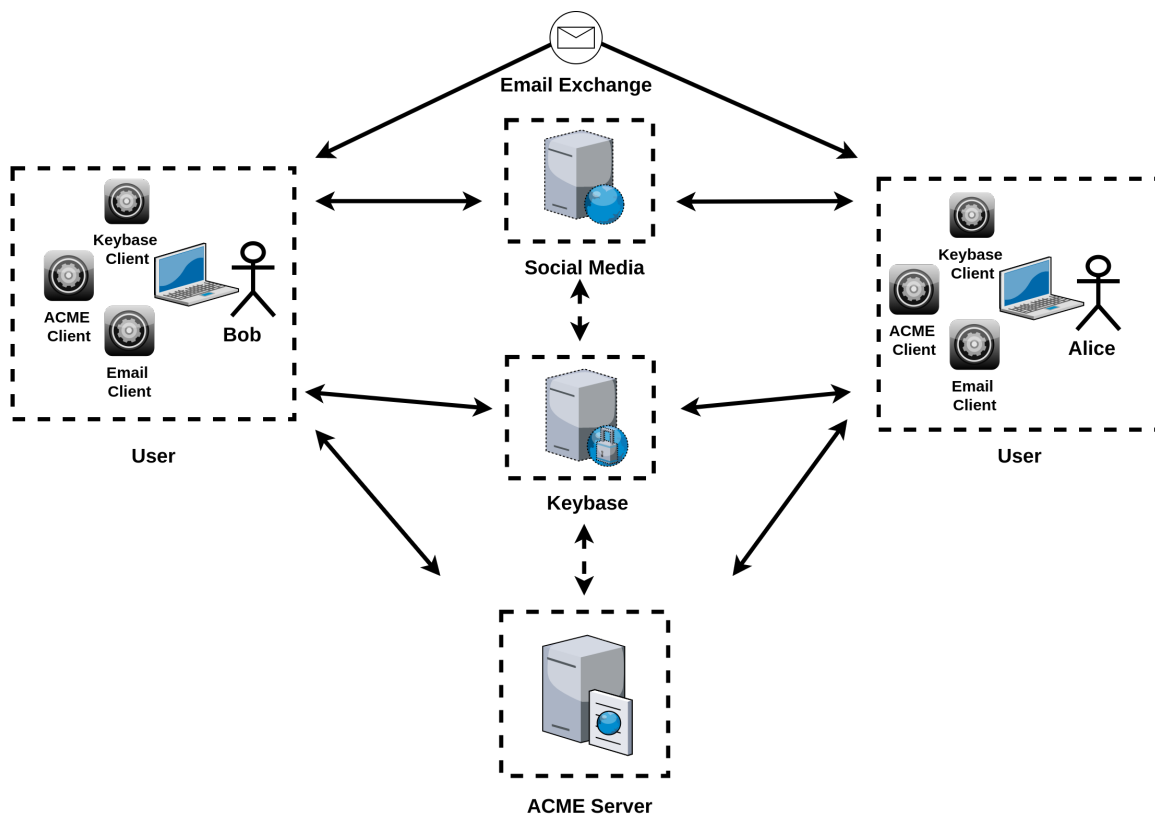 Email Exchange
Keybase
Client
ACME
Client
Bob
Email
Client
User
Social Media
Keybase
ACME Server
Keybase
Client
ACME
Client
Alice
Email
Client
User